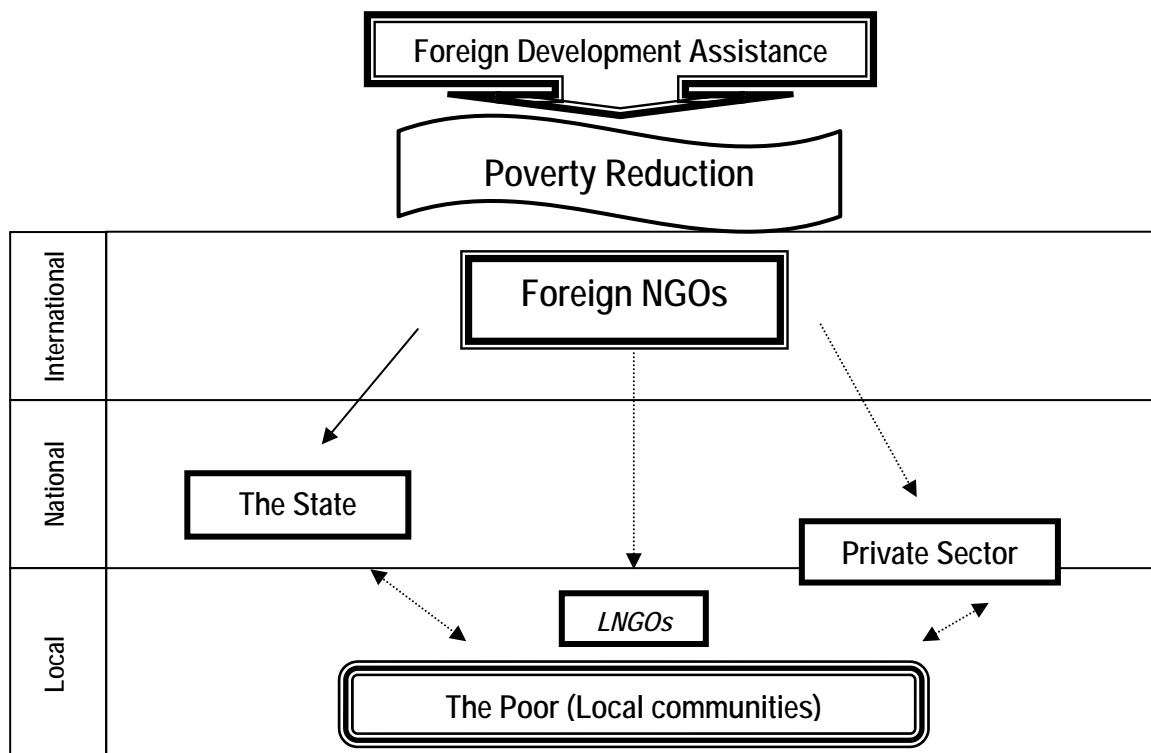 Foreign Development Assistance
Poverty Reduction
International
Foreign NGOs
National
The State
Private Sector
Local
LNGOs
The Poor (Local communities)